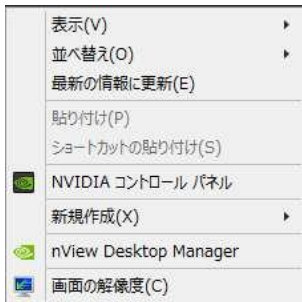 表示(V)
並べ替え(O)
最新の情報に更新(E)
貼り付け(P)
ショートカットの貼り付け(S)
NVIDIA コントロール パネル
新規作成(X)
nView Desktop Manager
画面の解像度(C)